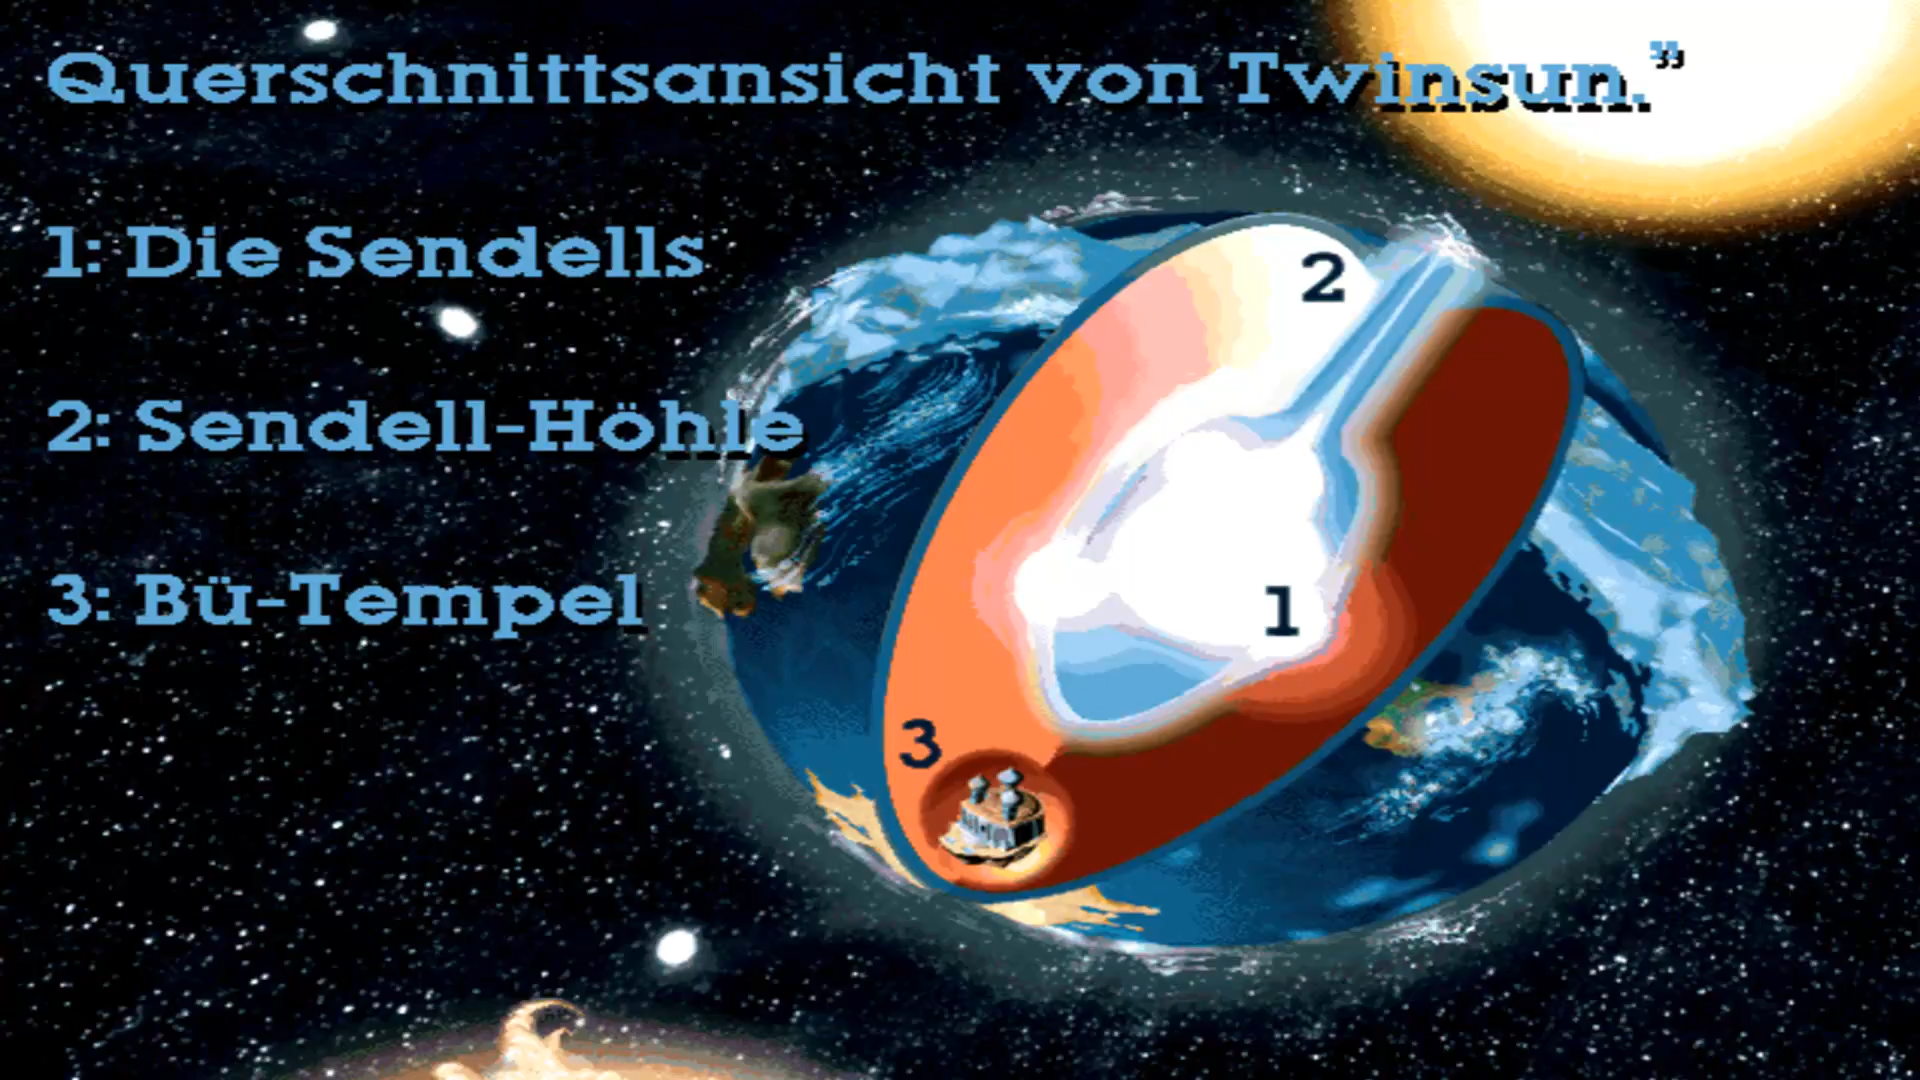 Querschnittsansicht von Twinsun.”
1: Die Sendells
2: Sendell-Höhle
3: Bü-Tempel
2
1
3